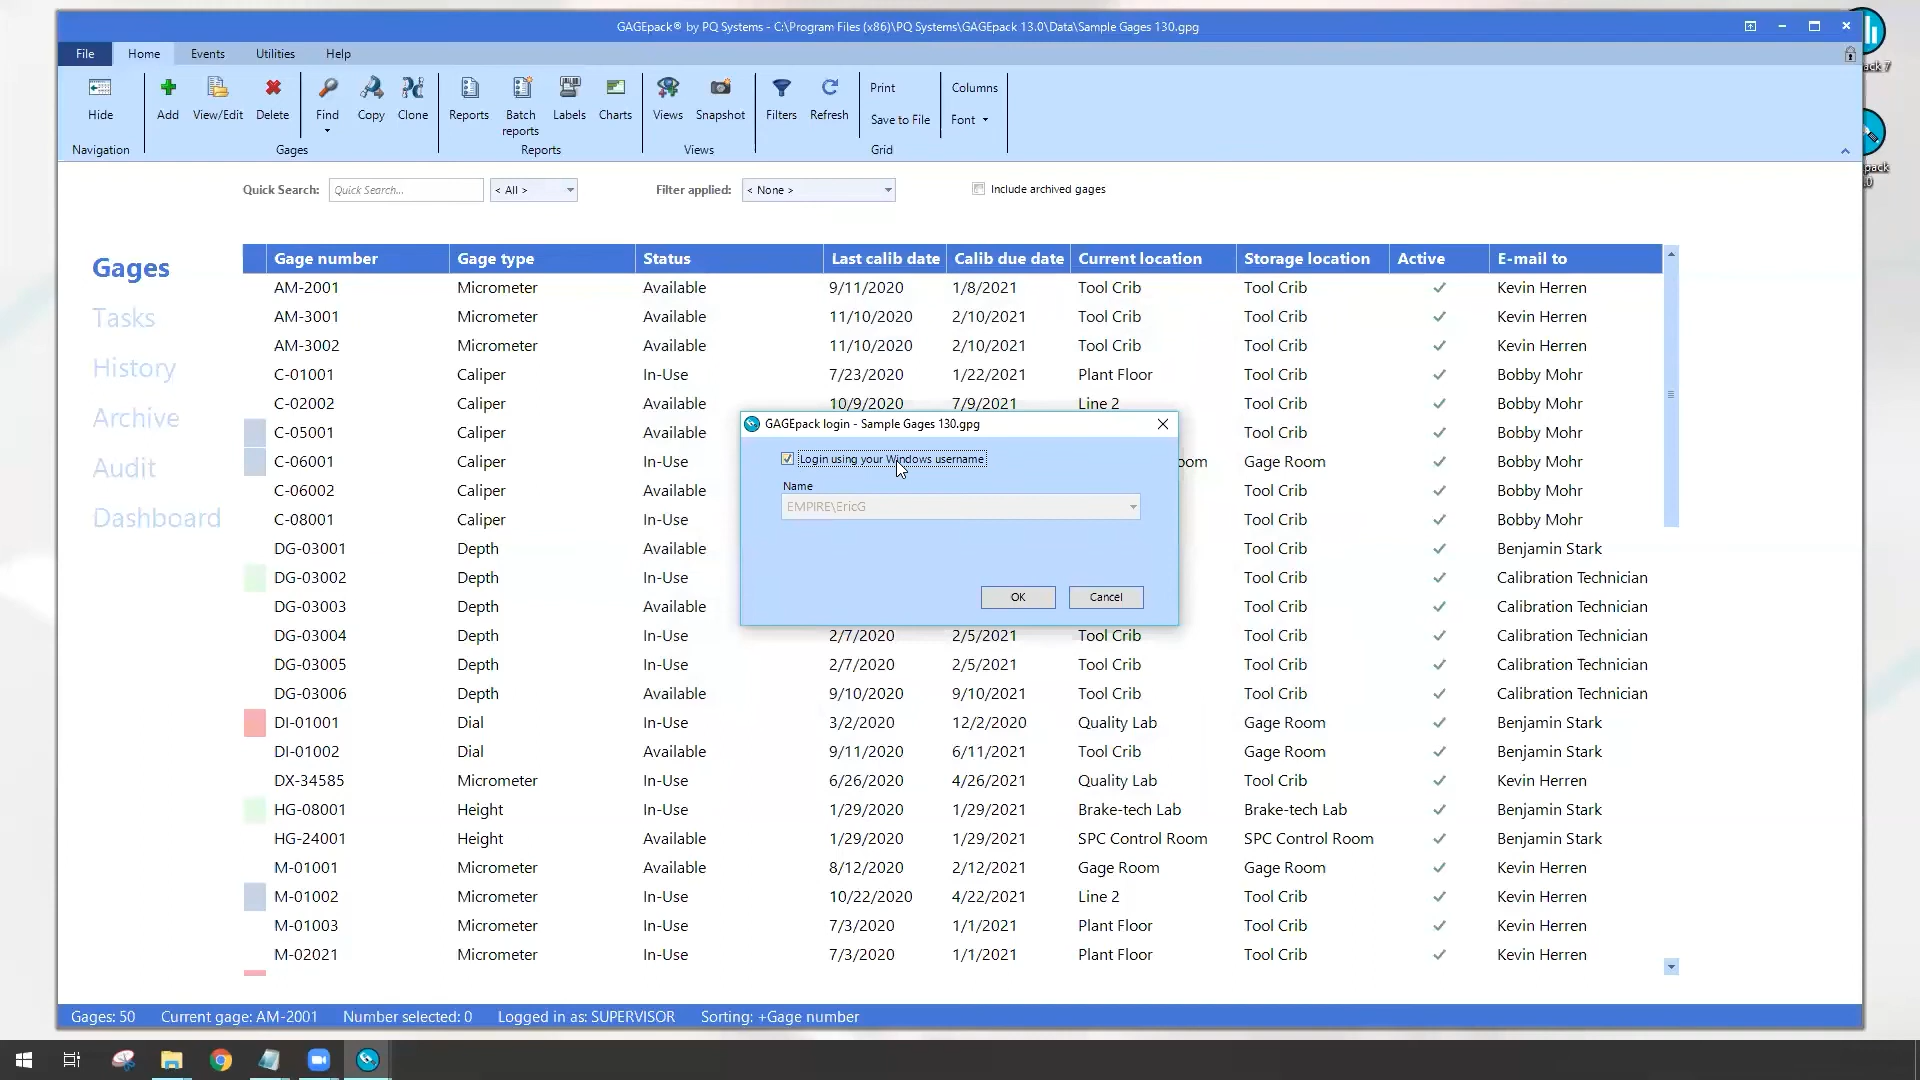 GAGEpack® by PQ Systems - C:\Program Files (x86)\PQ Systems\GAGEpack 13.0\Data\Sample Gages 130.gpg
File Home Events Utilities Help
Hide Add View/Edit Delete Find Copy Clone Reports Batch reports Labels Charts Views Snapshot Filters Refresh Print Save to File Columns Font
Navigation Gages Reports Views Grid
Quick Search: Quick Search... < All > Filter applied: < None > Include archived gages
Gages
Tasks
History
Archive
Audit
Dashboard
Gage number Gage type Status Last calib date Calib due date Current location Storage location Active E-mail to
AM-2001 Micrometer Available 9/11/2020 1/8/2021 Tool Crib Tool Crib Kevin Herren
AM-3001 Micrometer Available 11/10/2020 2/10/2021 Tool Crib Tool Crib Kevin Herren
AM-3002 Micrometer Available 11/10/2020 2/10/2021 Tool Crib Tool Crib Kevin Herren
C-01001 Caliper In-Use 7/23/2020 1/22/2021 Plant Floor Tool Crib Bobby Mohr
C-02002 Caliper Available 10/9/2020 7/9/2021 Line 2 Tool Crib Bobby Mohr
C-05001 Caliper Available Tool Crib Bobby Mohr
C-06001 Caliper In-Use oom Gage Room Bobby Mohr
C-06002 Caliper Available Tool Crib Bobby Mohr
C-08001 Caliper In-Use Tool Crib Bobby Mohr
DG-03001 Depth Available Tool Crib Benjamin Stark
DG-03002 Depth In-Use Tool Crib Calibration Technician
DG-03003 Depth Available Tool Crib Calibration Technician
DG-03004 Depth In-Use 2/7/2020 2/5/2021 Tool Crib Tool Crib Calibration Technician
DG-03005 Depth In-Use 2/7/2020 2/5/2021 Tool Crib Tool Crib Calibration Technician
DG-03006 Depth Available 9/10/2020 9/10/2021 Tool Crib Tool Crib Calibration Technician
DI-01001 Dial In-Use 3/2/2020 12/2/2020 Quality Lab Gage Room Benjamin Stark
DI-01002 Dial Available 9/11/2020 6/11/2021 Tool Crib Gage Room Benjamin Stark
DX-34585 Micrometer In-Use 6/26/2020 4/26/2021 Quality Lab Tool Crib Kevin Herren
HG-08001 Height In-Use 1/29/2020 1/29/2021 Brake-tech Lab Brake-tech Lab Benjamin Stark
HG-24001 Height Available 1/29/2020 1/29/2021 SPC Control Room SPC Control Room Benjamin Stark
M-01001 Micrometer Available 8/12/2020 2/12/2021 Gage Room Gage Room Kevin Herren
M-01002 Micrometer In-Use 10/22/2020 4/22/2021 Line 2 Tool Crib Kevin Herren
M-01003 Micrometer In-Use 7/3/2020 1/1/2021 Plant Floor Tool Crib Kevin Herren
M-02021 Micrometer In-Use 7/3/2020 1/1/2021 Plant Floor Tool Crib Kevin Herren
GAGEpack login - Sample Gages 130.gpg
Login using your Windows username
Name
EMPIRE\EricG
OK Cancel
Gages: 50 Current gage: AM-2001 Number selected: 0 Logged in as: SUPERVISOR Sorting: +Gage number
ack 7
pack
.0